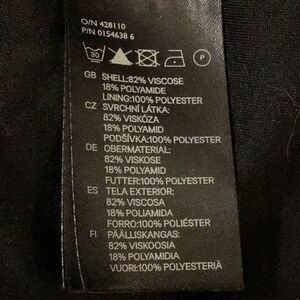 O/N 428110
P/N 0154638 6
30 P
GB SHELL:82% VISCOSE
18% POLYAMIDE
LINING:100% POLYESTER
CZ SVRCHNÍ LÁTKA:
82% VISKÓZA
18% POLYAMID
PODŠÍVKA:100% POLYESTER
DE OBERMATERIAL:
82% VISKOSE
18% POLYAMID
FUTTER:100% POLYESTER
ES TELA EXTERIOR:
82% VISCOSA
18% POLIAMIDA
FORRO:100% POLIÉSTER
FI PÄÄLLISKANGAS:
82% VISKOOSIA
18% POLYAMIDIA
VUORI:100% POLYESTERIÄ